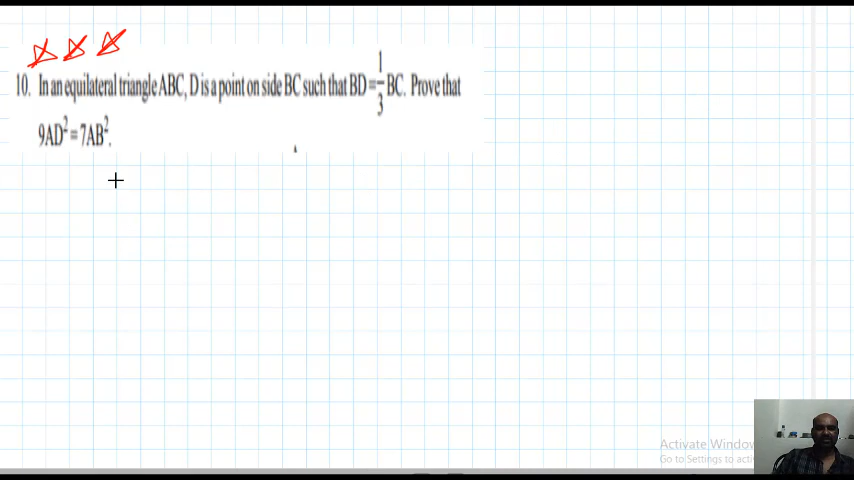 10. In an equilateral triangle ABC, D is a point on side BC such that BD = 1/3 BC. Prove that
9AD² = 7AB².
Activate Window
Go to Settings to acti